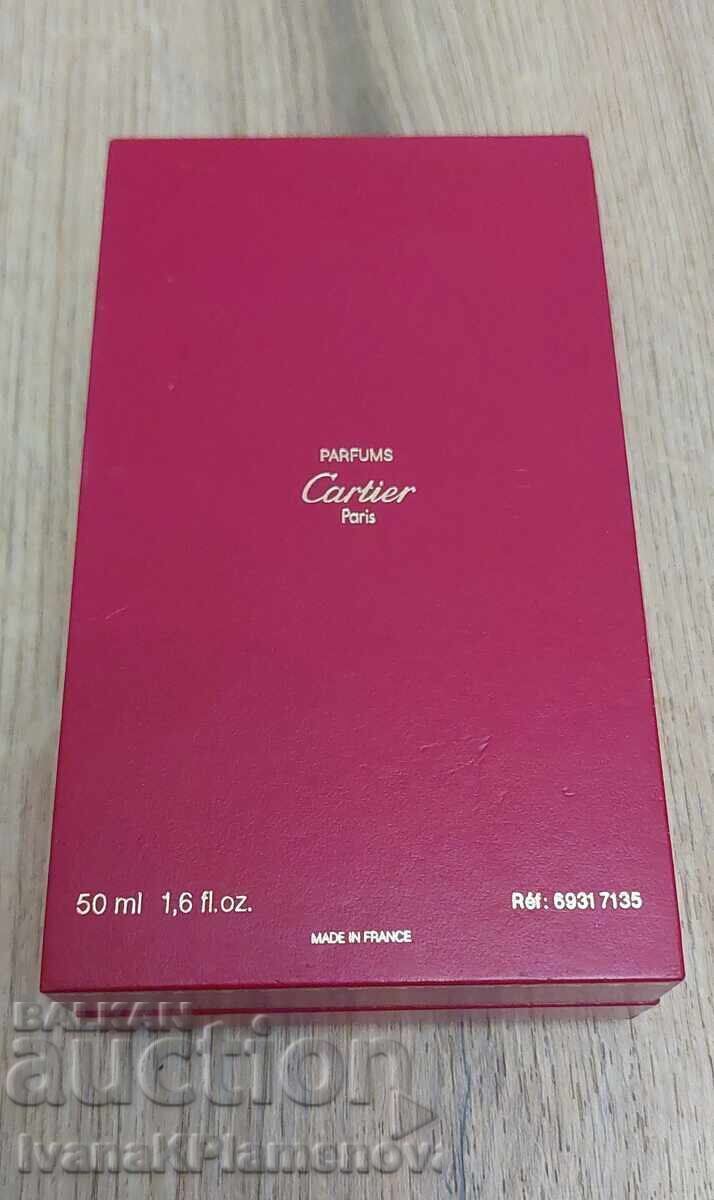 PARFUMS
Cartier
Paris
50 ml 1,6 fl.oz.
Réf: 6931 7135
MADE IN FRANCE
BALKAN
auction
IvanaKPlamenov